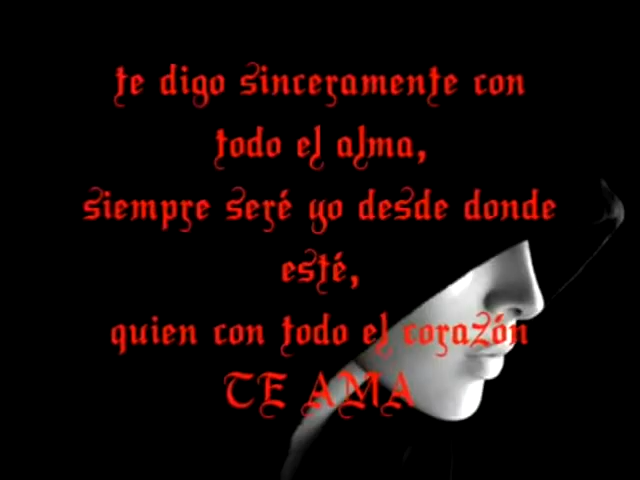 te digo sinceramente con
todo el alma,
siempre seré yo desde donde
esté,
quien con todo el corazón
TE AMA